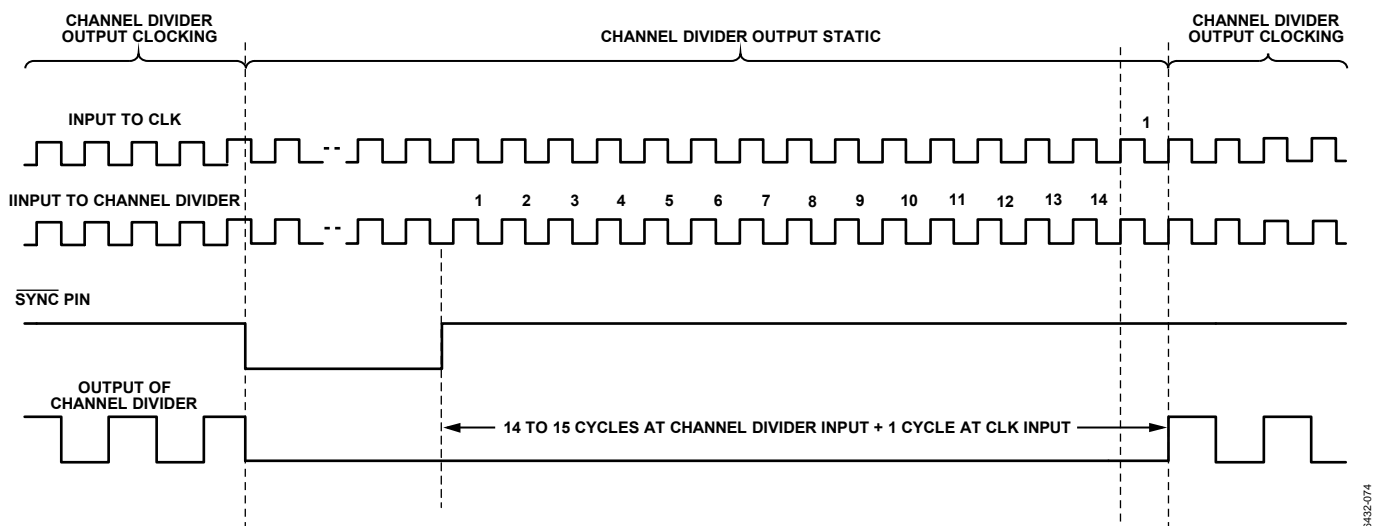 CHANNEL DIVIDER
OUTPUT CLOCKING
CHANNEL DIVIDER OUTPUT STATIC
CHANNEL DIVIDER
OUTPUT CLOCKING
INPUT TO CLK
1
IINPUT TO CHANNEL DIVIDER
1 2 3 4 5 6 7 8 9 10 11 12 13 14
SYNC PIN
OUTPUT OF
CHANNEL DIVIDER
14 TO 15 CYCLES AT CHANNEL DIVIDER INPUT + 1 CYCLE AT CLK INPUT